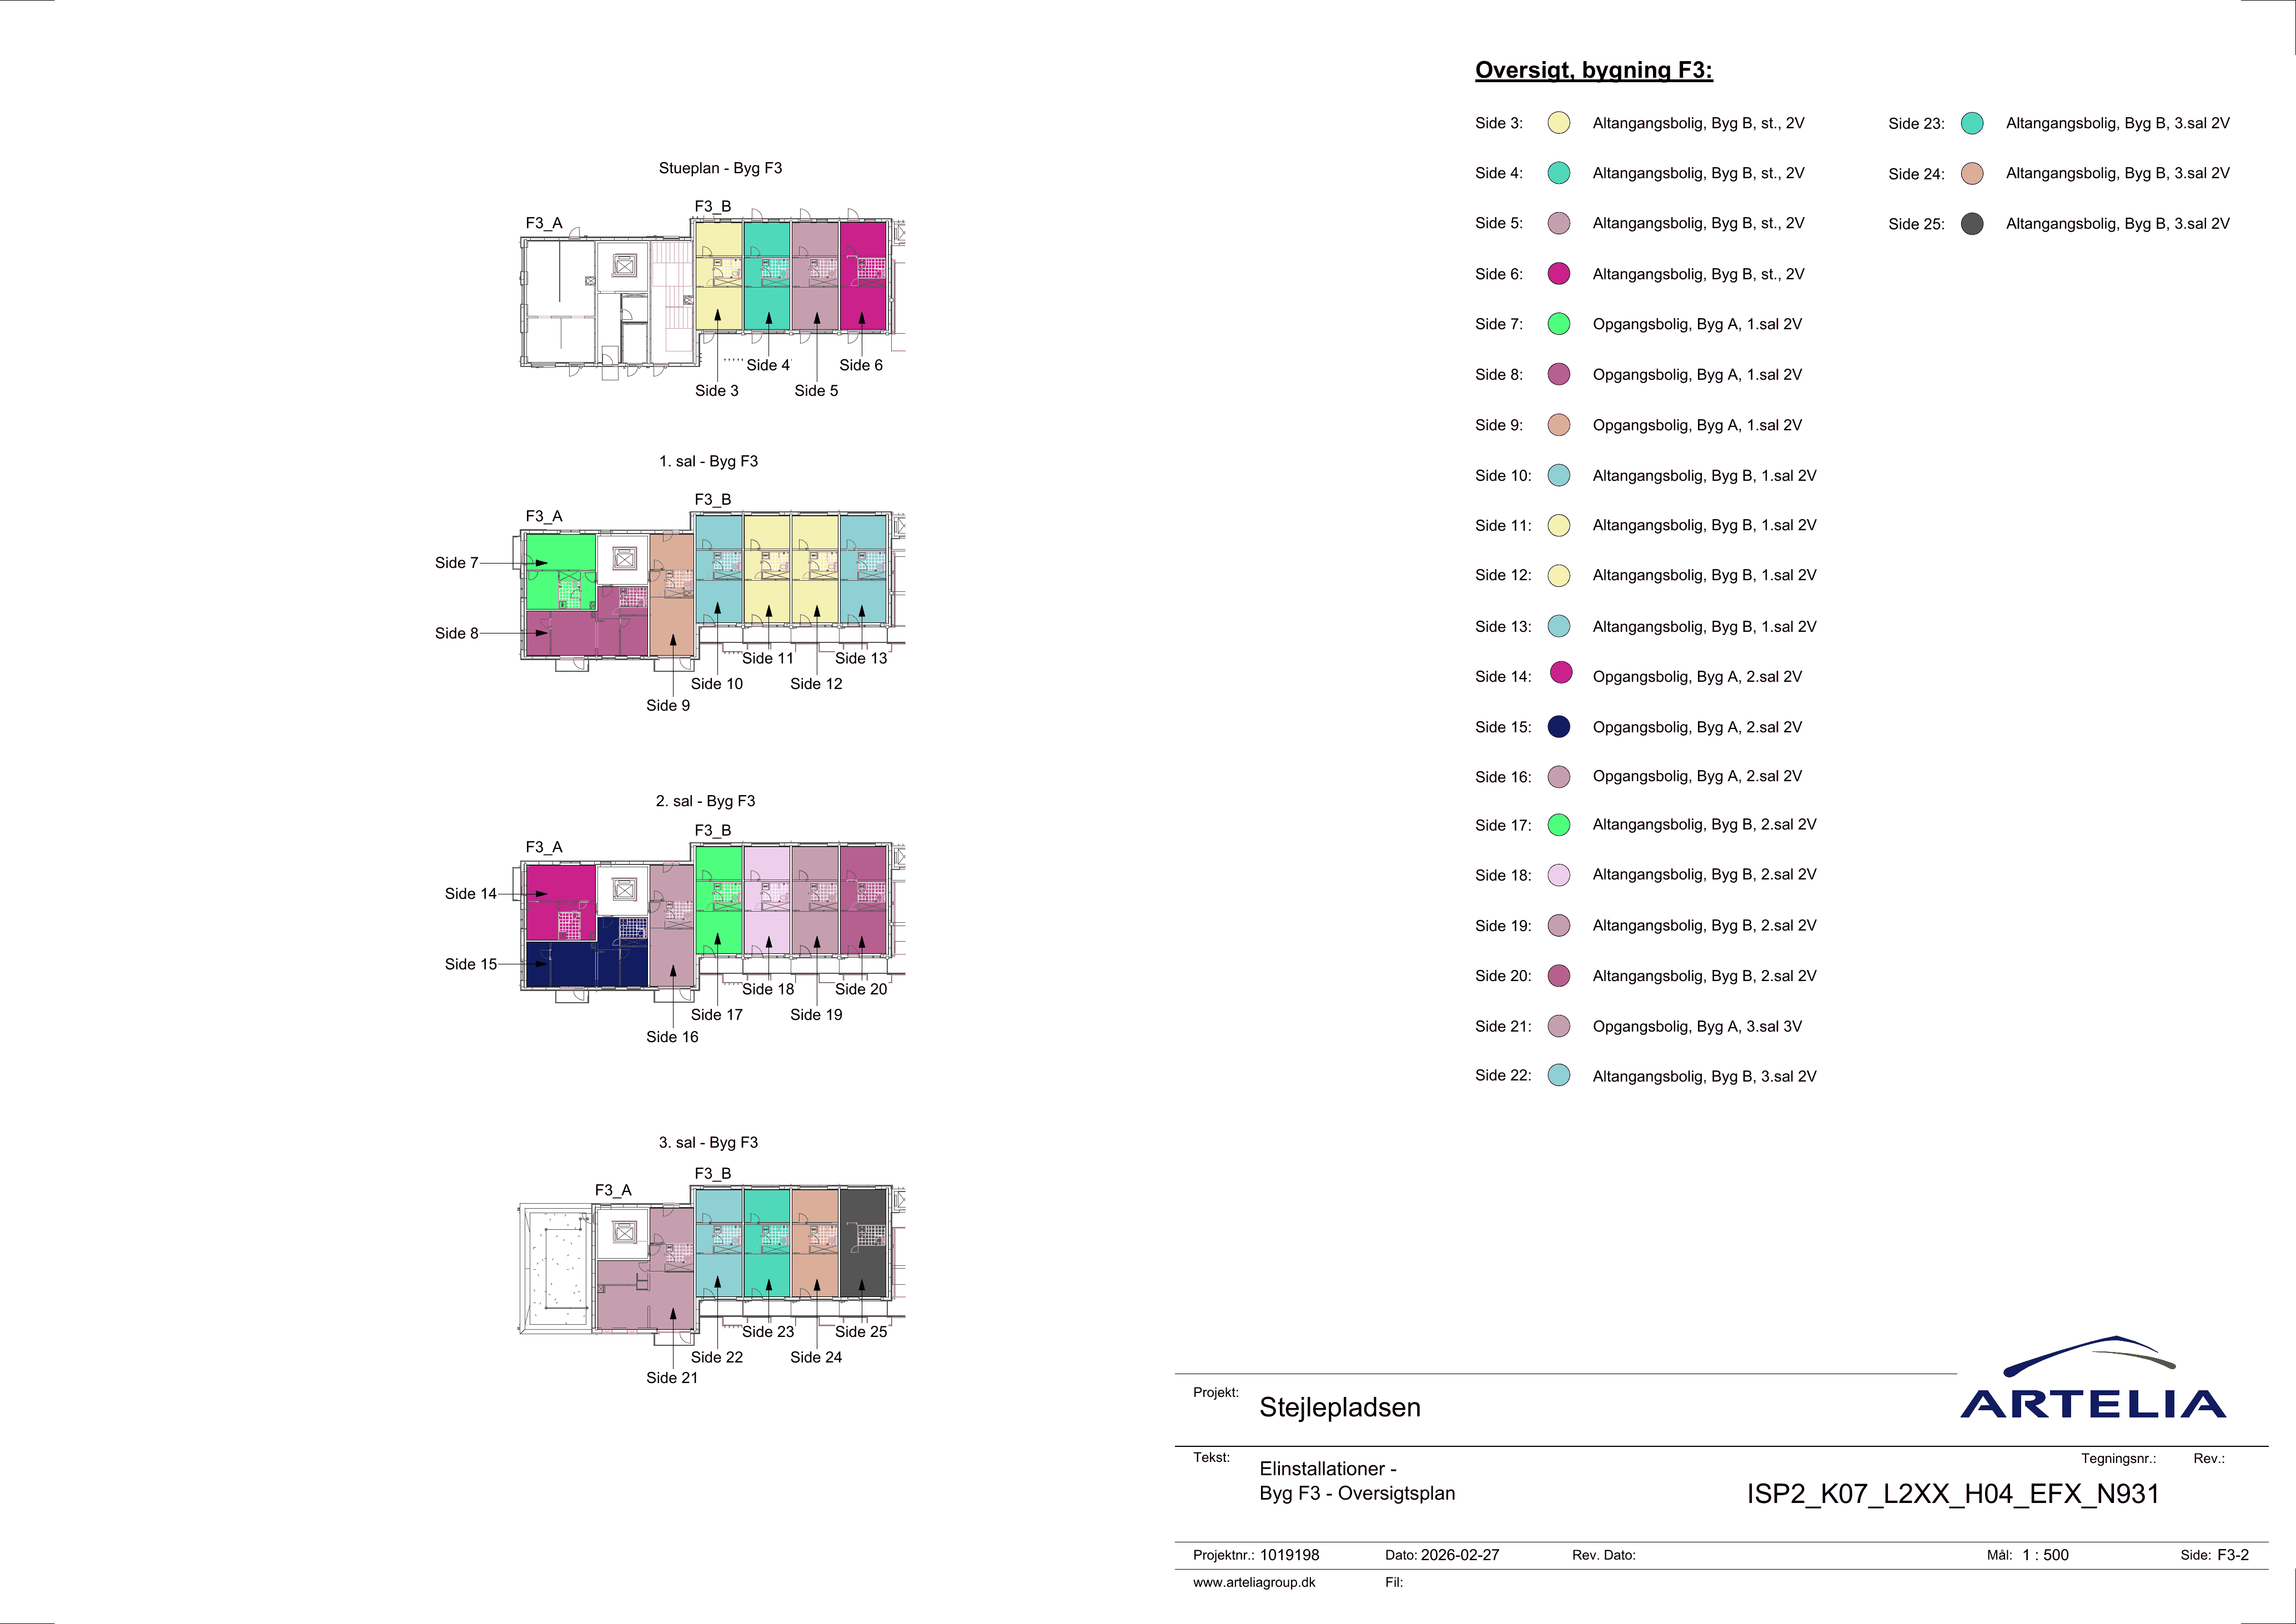 Oversigt, bygning F3:
Side 3: Altangangsbolig, Byg B, st., 2V
Side 4: Altangangsbolig, Byg B, st., 2V
Side 5: Altangangsbolig, Byg B, st., 2V
Side 6: Altangangsbolig, Byg B, st., 2V
Side 7: Opgangsbolig, Byg A, 1.sal 2V
Side 8: Opgangsbolig, Byg A, 1.sal 2V
Side 9: Opgangsbolig, Byg A, 1.sal 2V
Side 10: Altangangsbolig, Byg B, 1.sal 2V
Side 11: Altangangsbolig, Byg B, 1.sal 2V
Side 12: Altangangsbolig, Byg B, 1.sal 2V
Side 13: Altangangsbolig, Byg B, 1.sal 2V
Side 14: Opgangsbolig, Byg A, 2.sal 2V
Side 15: Opgangsbolig, Byg A, 2.sal 2V
Side 16: Opgangsbolig, Byg A, 2.sal 2V
Side 17: Altangangsbolig, Byg B, 2.sal 2V
Side 18: Altangangsbolig, Byg B, 2.sal 2V
Side 19: Altangangsbolig, Byg B, 2.sal 2V
Side 20: Altangangsbolig, Byg B, 2.sal 2V
Side 21: Opgangsbolig, Byg A, 3.sal 3V
Side 22: Altangangsbolig, Byg B, 3.sal 2V
Side 23: Altangangsbolig, Byg B, 3.sal 2V
Side 24: Altangangsbolig, Byg B, 3.sal 2V
Side 25: Altangangsbolig, Byg B, 3.sal 2V
Stueplan - Byg F3
F3_B
F3_A
Side 4
Side 6
Side 3
Side 5
1. sal - Byg F3
F3_B
F3_A
Side 7
Side 8
Side 11
Side 13
Side 10
Side 12
Side 9
2. sal - Byg F3
F3_B
F3_A
Side 14
Side 15
Side 18
Side 20
Side 17
Side 19
Side 16
3. sal - Byg F3
F3_B
F3_A
Side 23
Side 25
Side 22
Side 24
Side 21
ARTELIA
Projekt: Stejlepladsen
Tekst: Elinstallationer -
Byg F3 - Oversigtsplan
Tegningsnr.: Rev.:
ISP2_K07_L2XX_H04_EFX_N931
Projektnr.: 1019198 Dato: 2026-02-27 Rev. Dato: Mål: 1 : 500 Side: F3-2
www.arteliagroup.dk Fil: